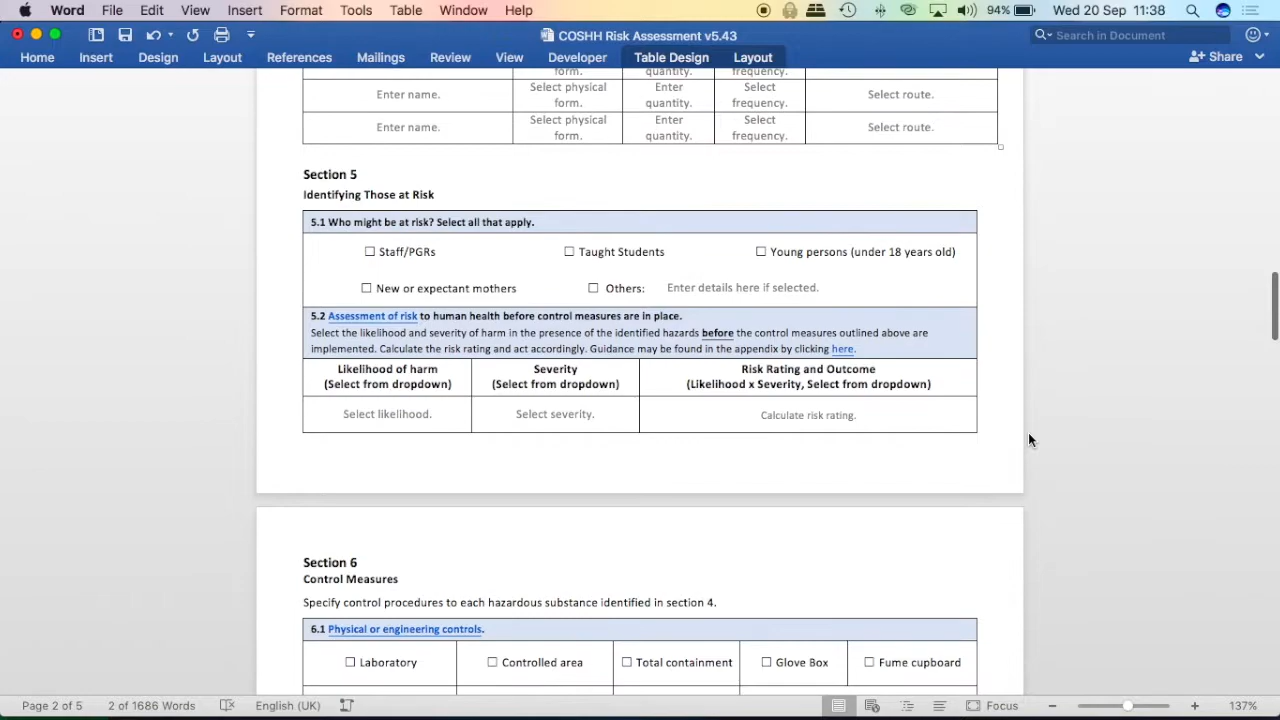 Word File Edit View Insert Format Tools Table Window Help 94% Wed 20 Sep 11:38
COSHH Risk Assessment v5.43 Search in Document
Home Insert Design Layout References Mailings Review View Developer Table Design Layout Share
form. quantity. frequency.
Enter name. Select physical form. Enter quantity. Select frequency. Select route.
Enter name. Select physical form. Enter quantity. Select frequency. Select route.
Section 5
Identifying Those at Risk
5.1 Who might be at risk? Select all that apply.
☐ Staff/PGRs ☐ Taught Students ☐ Young persons (under 18 years old)
☐ New or expectant mothers ☐ Others: Enter details here if selected.
5.2 Assessment of risk to human health before control measures are in place.
Select the likelihood and severity of harm in the presence of the identified hazards before the control measures outlined above are
implemented. Calculate the risk rating and act accordingly. Guidance may be found in the appendix by clicking here.
Likelihood of harm Severity Risk Rating and Outcome
(Select from dropdown) (Select from dropdown) (Likelihood x Severity, Select from dropdown)
Select likelihood. Select severity. Calculate risk rating.
Section 6
Control Measures
Specify control procedures to each hazardous substance identified in section 4.
6.1 Physical or engineering controls.
☐ Laboratory ☐ Controlled area ☐ Total containment ☐ Glove Box ☐ Fume cupboard
Page 2 of 5 2 of 1686 Words English (UK) Focus 137%